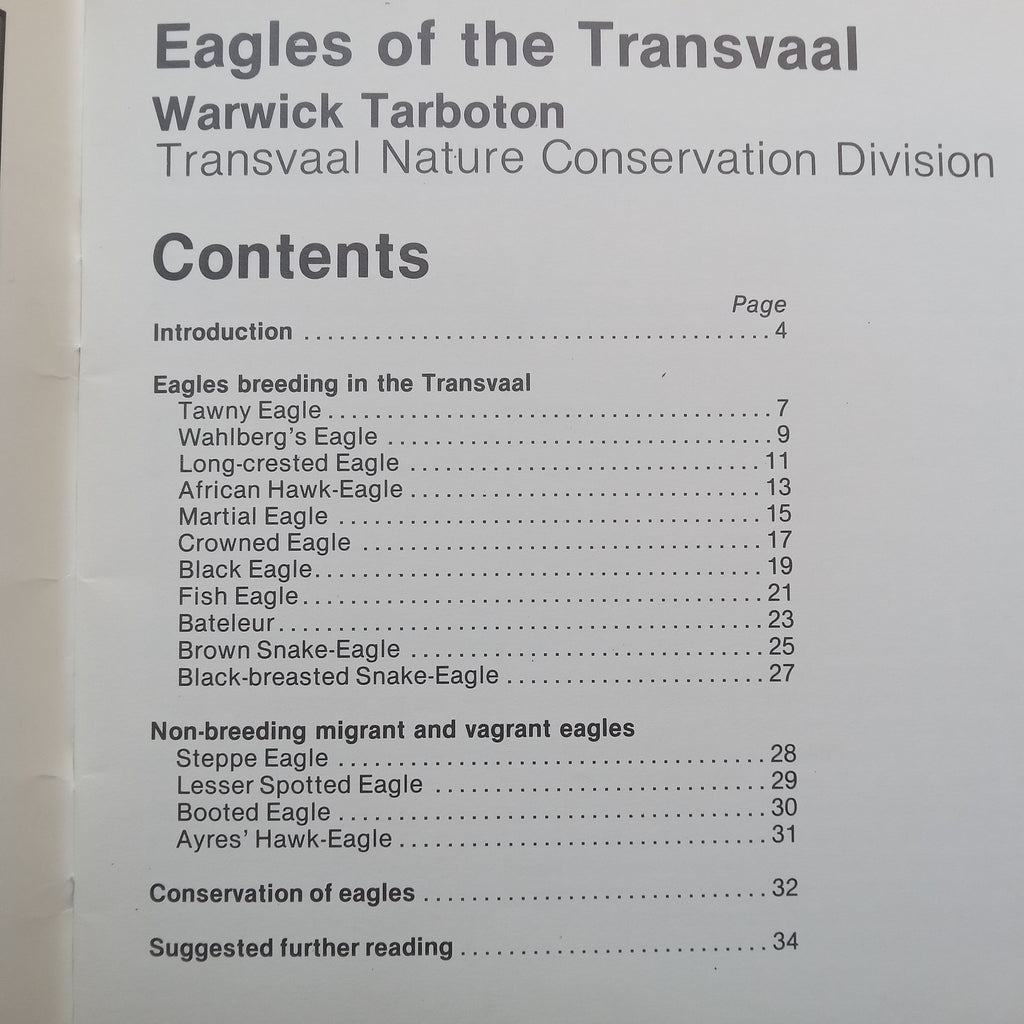 Eagles of the Transvaal
Warwick Tarboton
Transvaal Nature Conservation Division
Contents
Page
Introduction ........................................ 4
Eagles breeding in the Transvaal
Tawny Eagle ..................................... 7
Wahlberg's Eagle ................................ 9
Long-crested Eagle .............................. 11
African Hawk-Eagle .............................. 13
Martial Eagle ................................... 15
Crowned Eagle .................................. 17
Black Eagle...................................... 19
Fish Eagle....................................... 21
Bateleur......................................... 23
Brown Snake-Eagle .............................. 25
Black-breasted Snake-Eagle ...................... 27
Non-breeding migrant and vagrant eagles
Steppe Eagle .................................... 28
Lesser Spotted Eagle ............................ 29
Booted Eagle .................................... 30
Ayres' Hawk-Eagle ............................... 31
Conservation of eagles ............................. 32
Suggested further reading .......................... 34